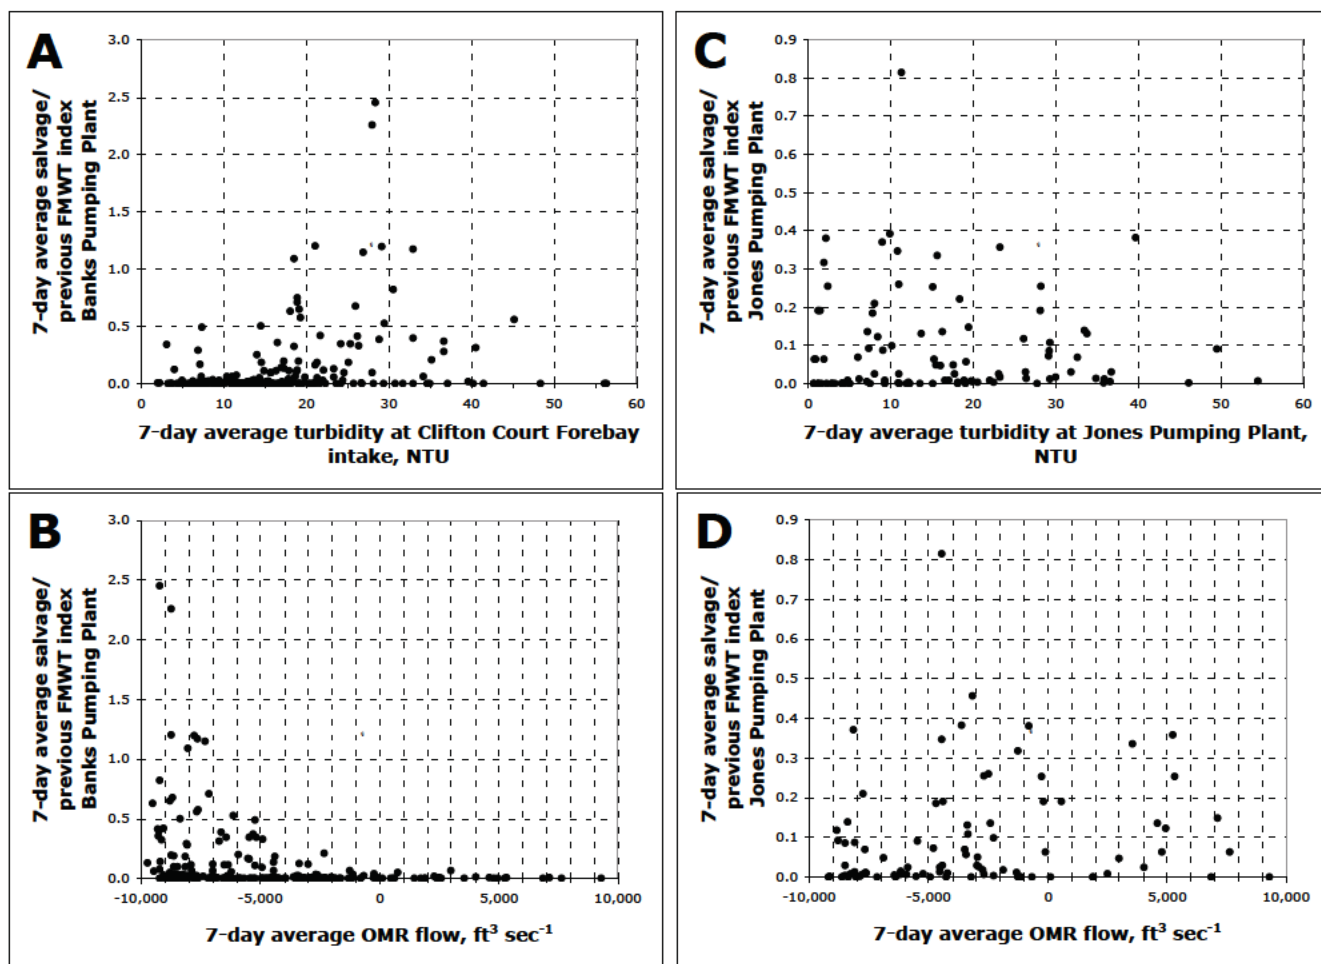 A
7-day average salvage/
previous FMWT index
Banks Pumping Plant
3.0
2.5
2.0
1.5
1.0
0.5
0.0
0 10 20 30 40 50 60
7-day average turbidity at Clifton Court Forebay
intake, NTU
C
7-day average salvage/
previous FMWT index
Jones Pumping Plant
0.9
0.8
0.7
0.6
0.5
0.4
0.3
0.2
0.1
0.0
0 10 20 30 40 50 60
7-day average turbidity at Jones Pumping Plant,
NTU
B
7-day average salvage/
previous FMWT index
Banks Pumping Plant
3.0
2.5
2.0
1.5
1.0
0.5
0.0
-10,000 -5,000 0 5,000 10,000
7-day average OMR flow, ft³ sec⁻¹
D
7-day average salvage/
previous FMWT index
Jones Pumping Plant
0.9
0.8
0.7
0.6
0.5
0.4
0.3
0.2
0.1
0.0
-10,000 -5,000 0 5,000 10,000
7-day average OMR flow, ft³ sec⁻¹